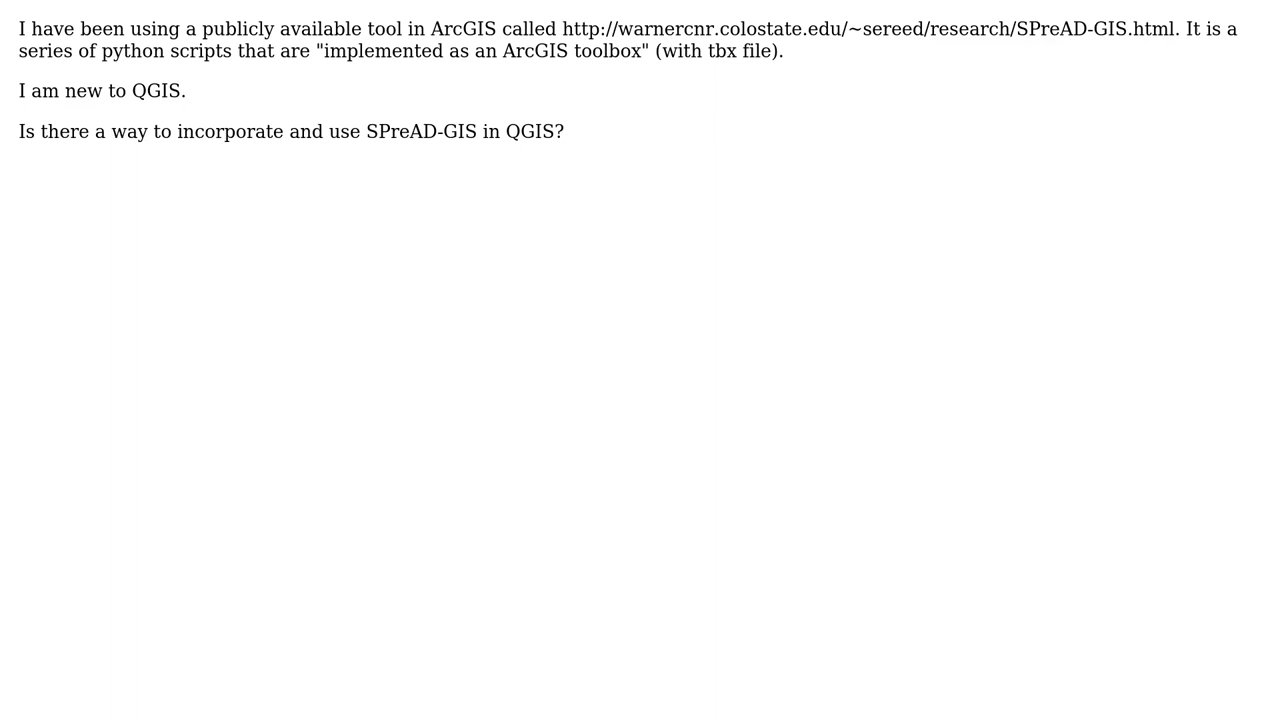 I have been using a publicly available tool in ArcGIS called http://warnercnr.colostate.edu/~sereed/research/SPreAD-GIS.html. It is a
series of python scripts that are "implemented as an ArcGIS toolbox" (with tbx file).
I am new to QGIS.
Is there a way to incorporate and use SPreAD-GIS in QGIS?